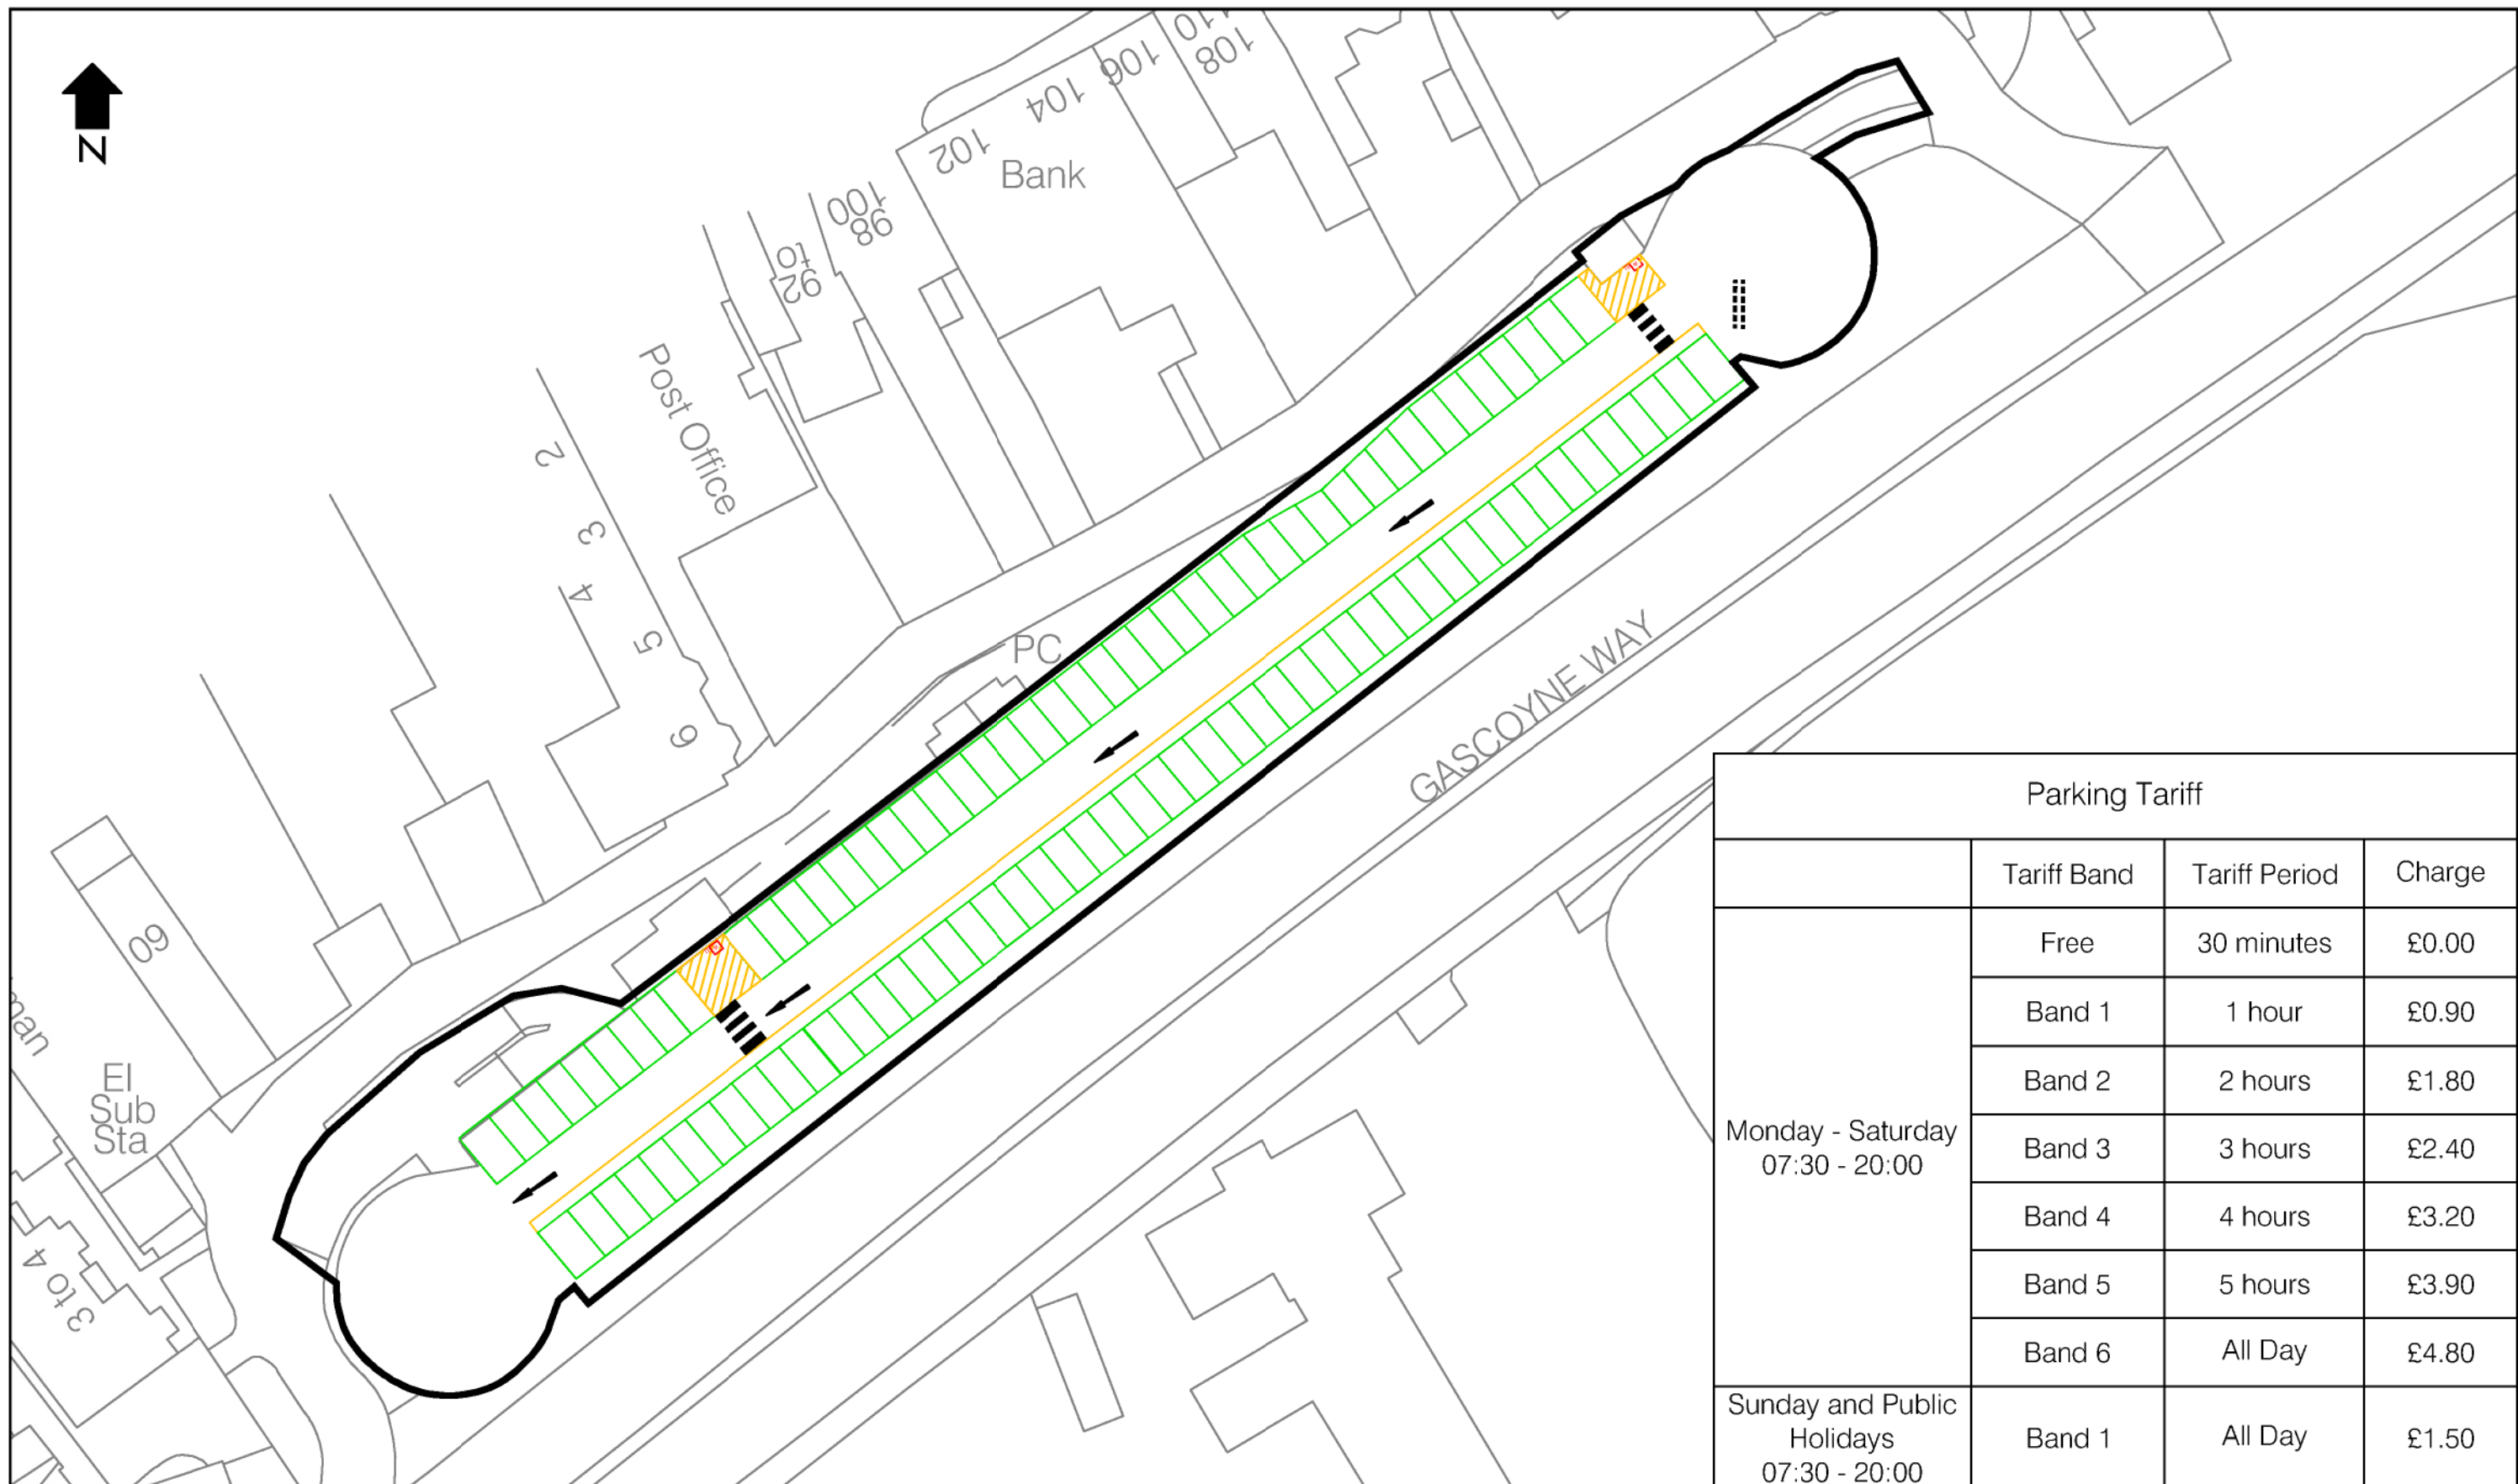 N
110
108
106
104
102
Bank
100
98
to
92
Post Office
2
3
4
5
6
PC
GASCOYNE WAY
60
man
El
Sub
Sta
3 to 4
Parking Tariff
Tariff Band Tariff Period Charge
Monday - Saturday
07:30 - 20:00
Free 30 minutes £0.00
Band 1 1 hour £0.90
Band 2 2 hours £1.80
Band 3 3 hours £2.40
Band 4 4 hours £3.20
Band 5 5 hours £3.90
Band 6 All Day £4.80
Sunday and Public
Holidays
07:30 - 20:00
Band 1 All Day £1.50